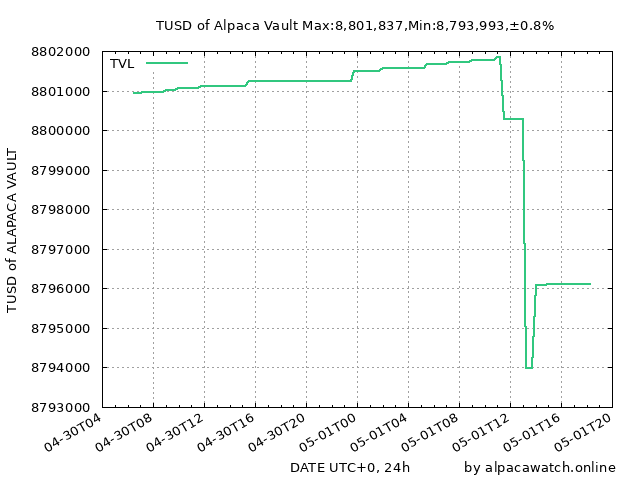 TUSD of Alpaca Vault Max:8,801,837,Min:8,793,993,±0.8%
TVL
8802000
8801000
8800000
8799000
8798000
8797000
8796000
8795000
8794000
8793000
TUSD of ALAPACA VAULT
04-30T04
04-30T08
04-30T12
04-30T16
04-30T20
05-01T00
05-01T04
05-01T08
05-01T12
05-01T16
05-01T20
DATE UTC+0, 24h
by alpacawatch.online